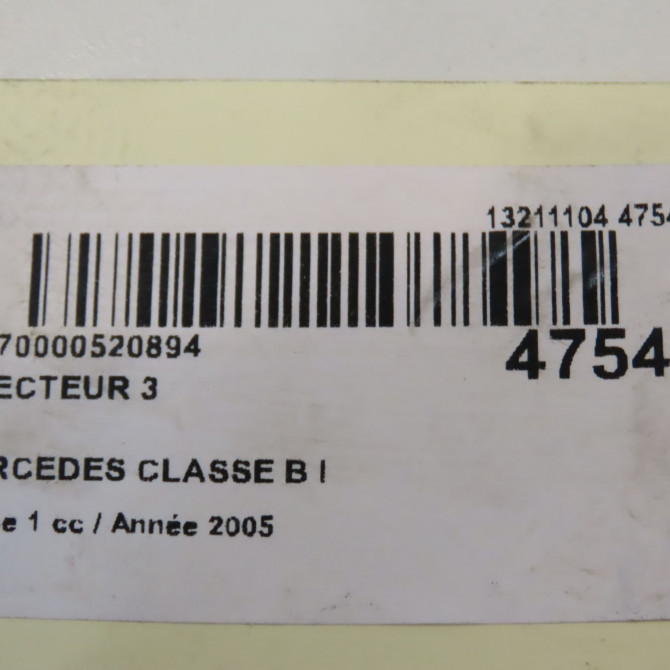 13211104 4754
70000520894
4754
ECTEUR 3
RCEDES CLASSE B I
e 1 cc / Année 2005